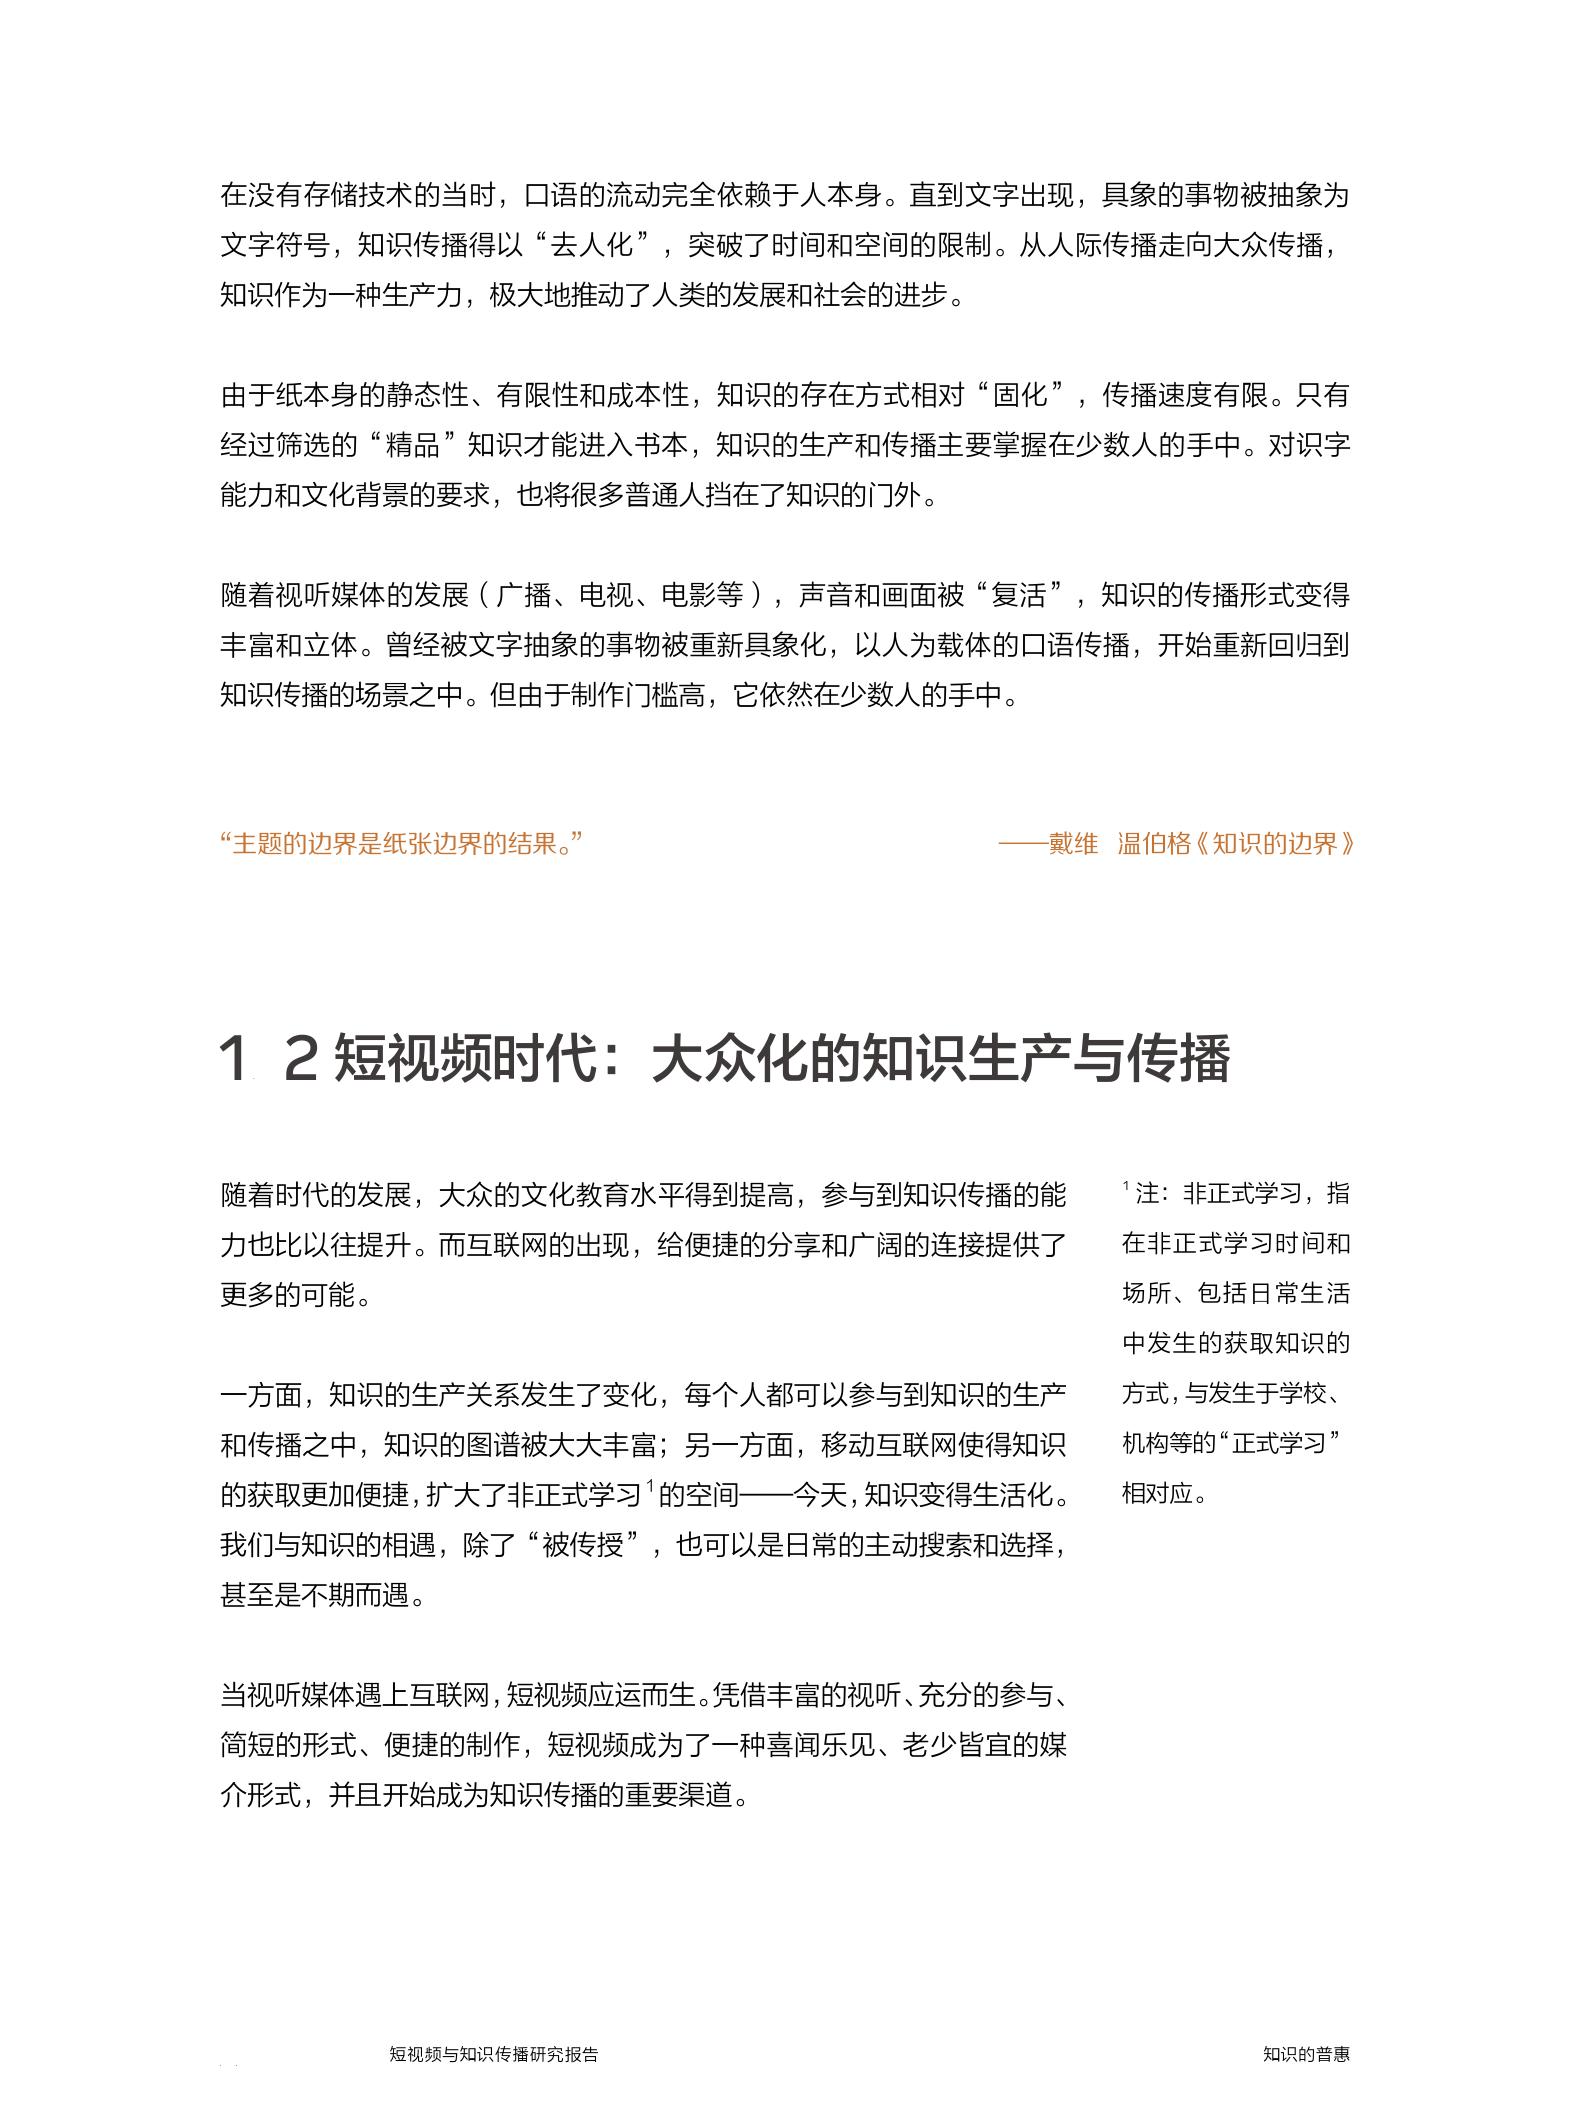 在没有存储技术的当时，口语的流动完全依赖于人本身。直到文字出现，具象的事物被抽象为
文字符号，知识传播得以“去人化”，突破了时间和空间的限制。从人际传播走向大众传播，
知识作为一种生产力，极大地推动了人类的发展和社会的进步。
由于纸本身的静态性、有限性和成本性，知识的存在方式相对“固化”，传播速度有限。只有
经过筛选的“精品”知识才能进入书本，知识的生产和传播主要掌握在少数人的手中。对识字
能力和文化背景的要求，也将很多普通人挡在了知识的门外。
随着视听媒体的发展（广播、电视、电影等），声音和画面被“复活”，知识的传播形式变得
丰富和立体。曾经被文字抽象的事物被重新具象化，以人为载体的口语传播，开始重新回归到
知识传播的场景之中。但由于制作门槛高，它依然在少数人的手中。
“主题的边界是纸张边界的结果。”  ——戴维 温伯格《知识的边界》
1 2 短视频时代：大众化的知识生产与传播
随着时代的发展，大众的文化教育水平得到提高，参与到知识传播的能
力也比以往提升。而互联网的出现，给便捷的分享和广阔的连接提供了
更多的可能。
一方面，知识的生产关系发生了变化，每个人都可以参与到知识的生产
和传播之中，知识的图谱被大大丰富；另一方面，移动互联网使得知识
的获取更加便捷，扩大了非正式学习¹的空间——今天，知识变得生活化。
我们与知识的相遇，除了“被传授”，也可以是日常的主动搜索和选择，
甚至是不期而遇。
当视听媒体遇上互联网，短视频应运而生。凭借丰富的视听、充分的参与、
简短的形式、便捷的制作，短视频成为了一种喜闻乐见、老少皆宜的媒
介形式，并且开始成为知识传播的重要渠道。
¹ 注：非正式学习，指
在非正式学习时间和
场所、包括日常生活
中发生的获取知识的
方式，与发生于学校、
机构等的“正式学习”
相对应。
短视频与知识传播研究报告  知识的普惠